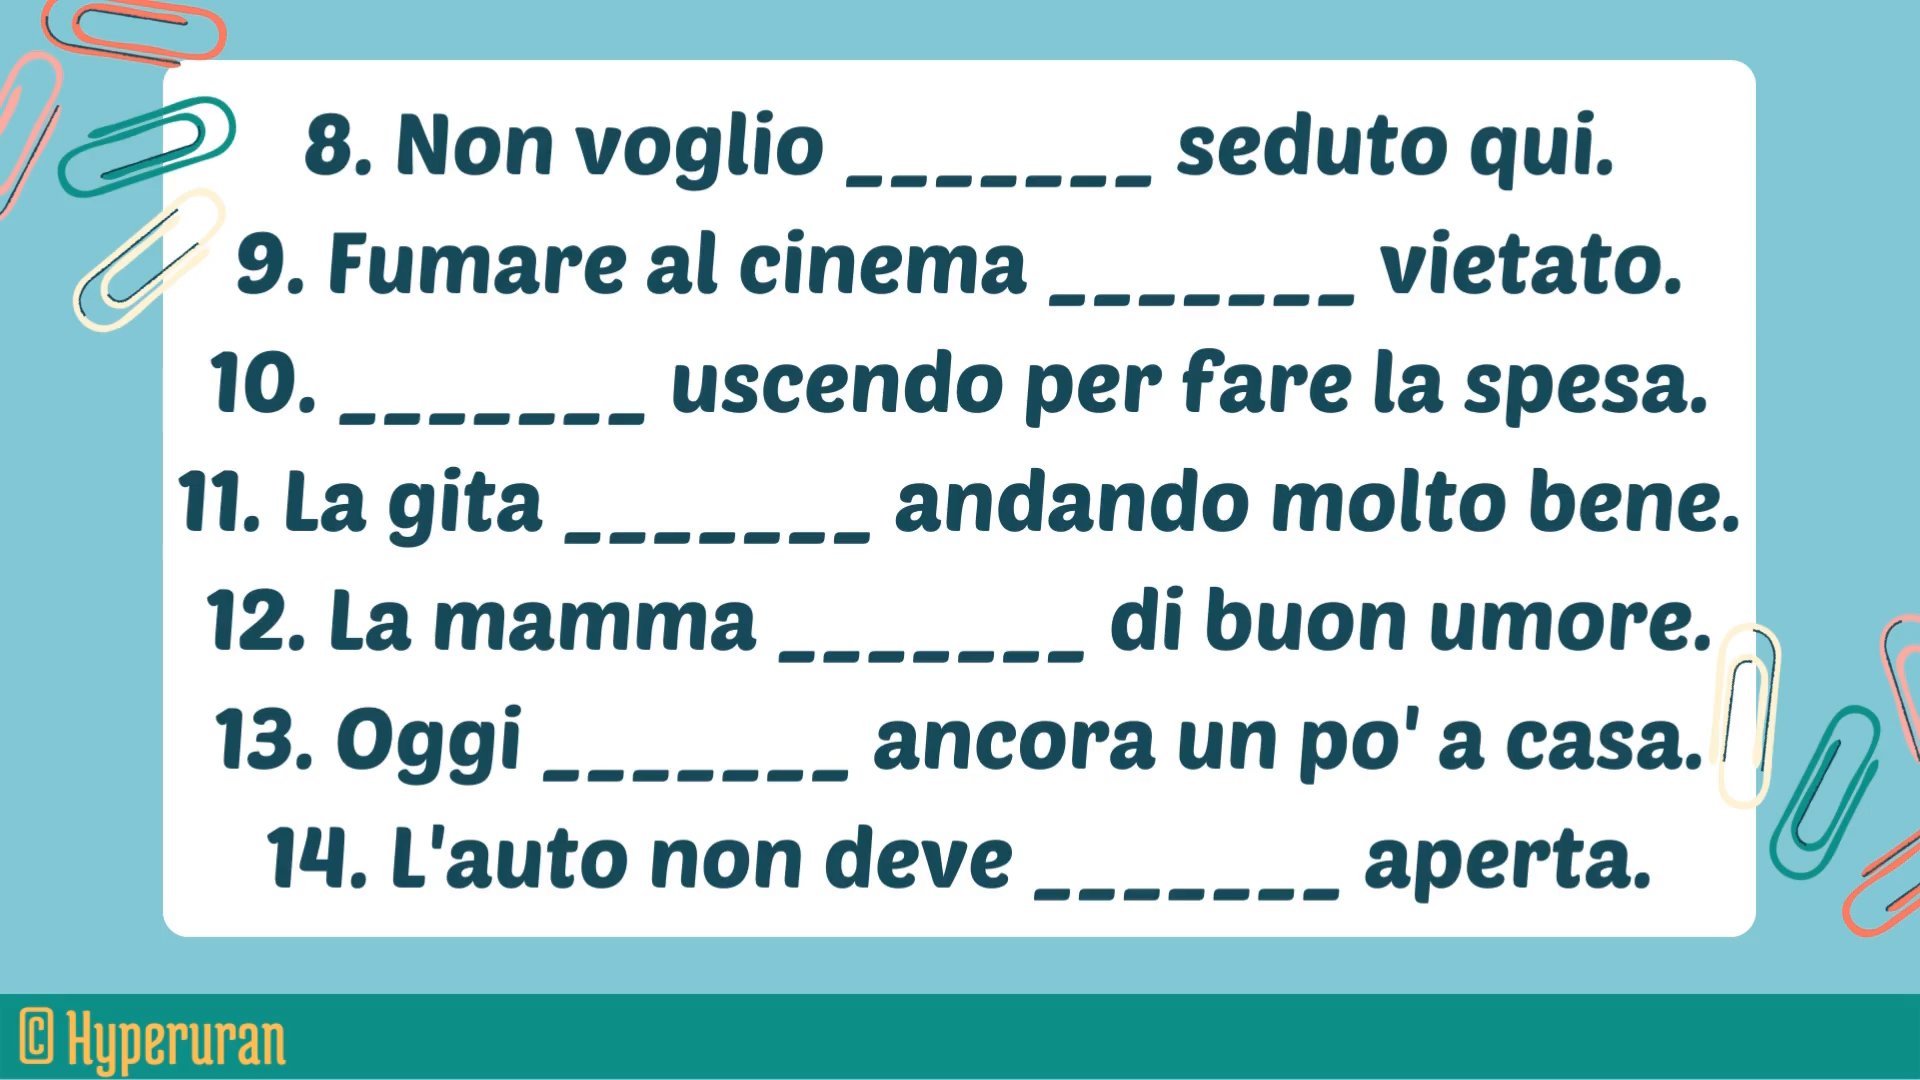 8. Non voglio _______ seduto qui.
9. Fumare al cinema _______ vietato.
10. _______ uscendo per fare la spesa.
11. La gita _______ andando molto bene.
12. La mamma _______ di buon umore.
13. Oggi _______ ancora un po' a casa.
14. L'auto non deve _______ aperta.
© Hyperuran